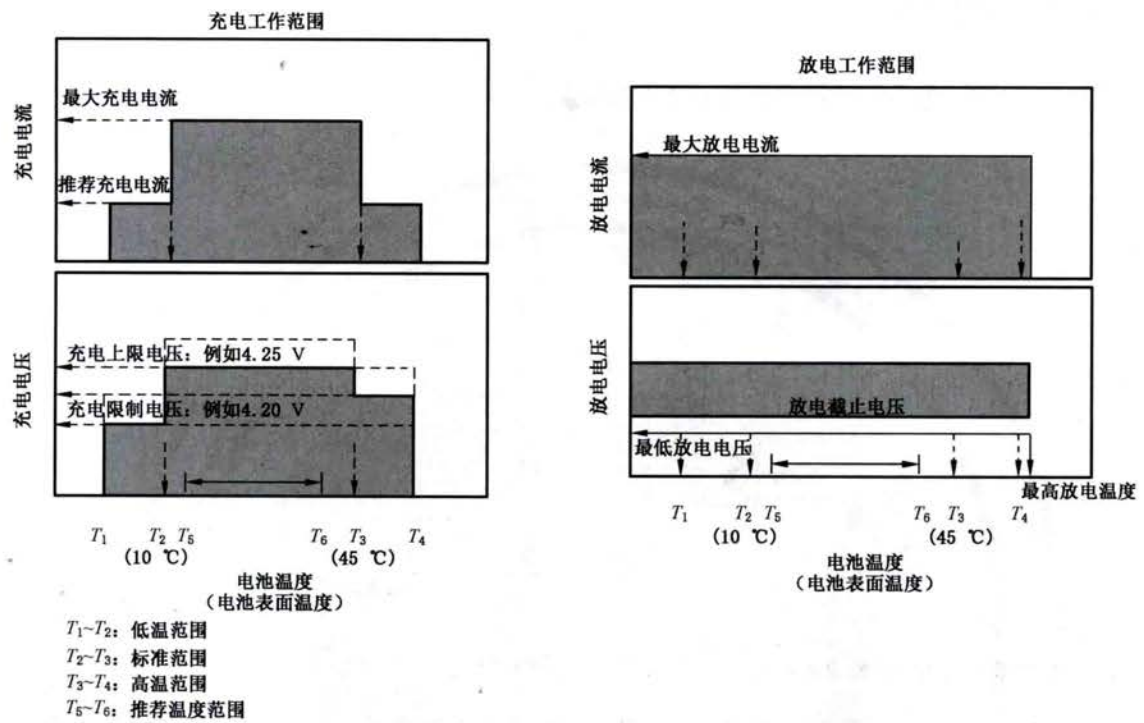 充电工作范围
充电电流
最大充电电流
推荐充电电流
充电电压
充电上限电压：例如4.25 V
充电限制电压：例如4.20 V
T1 T2 T5 T6 T3 T4
(10 ℃) (45 ℃)
电池温度
（电池表面温度）
T1~T2：低温范围
T2~T3：标准范围
T3~T4：高温范围
T5~T6：推荐温度范围
放电工作范围
放电电流
最大放电电流
放电电压
放电截止电压
最低放电电压
最高放电温度
T1 T2 T5 T6 T3 T4
(10 ℃) (45 ℃)
电池温度
（电池表面温度）